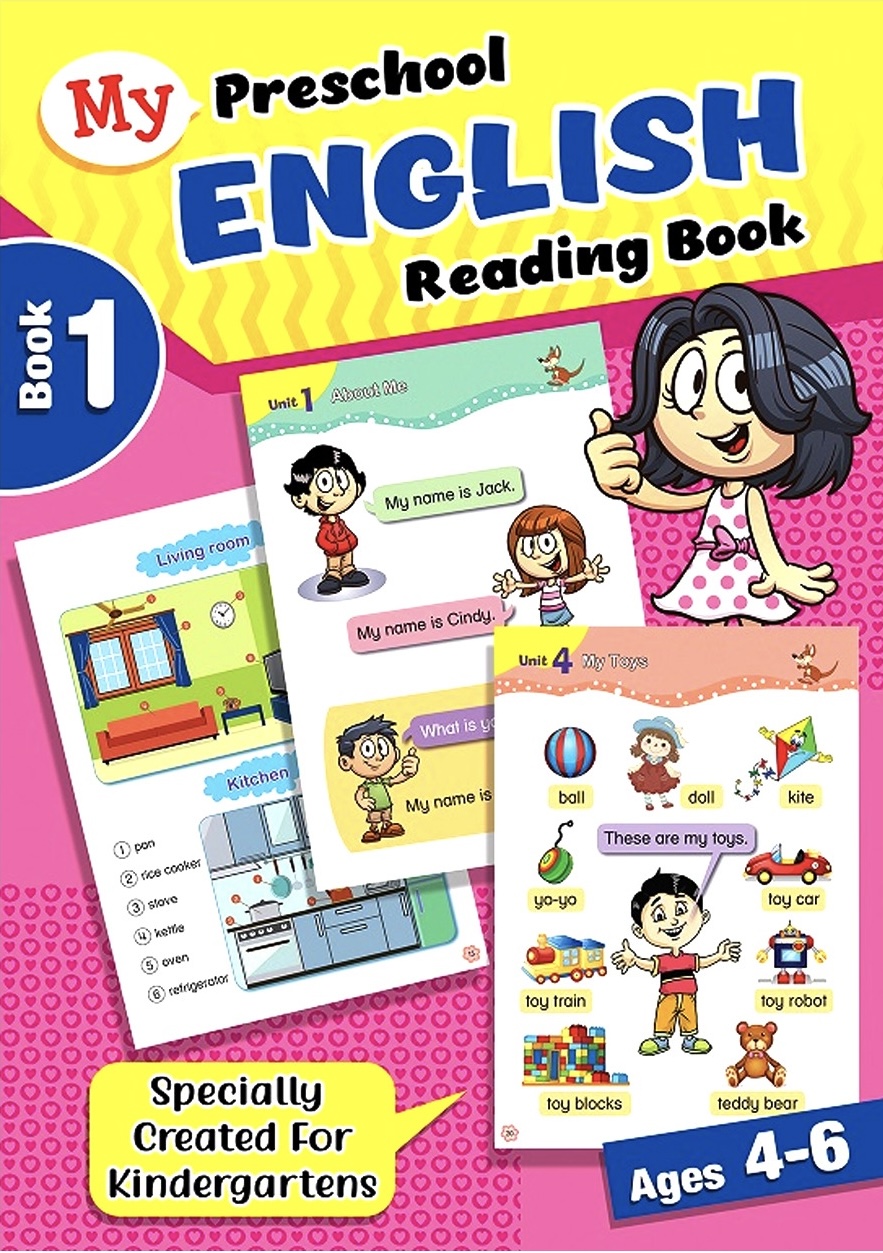 My Preschool
ENGLISH
Reading Book
Book 1
Unit 1 About Me
My name is Jack.
My name is Cindy.
What is
My name is
Living room
Kitchen
1 pan
2 rice cooker
3 stove
4 kettle
5 oven
6 refrigerator
Unit 4 My Toys
ball
doll
kite
These are my toys.
yo-yo
toy car
toy train
toy robot
toy blocks
teddy bear
20
Specially
Created For
Kindergartens
Ages 4-6